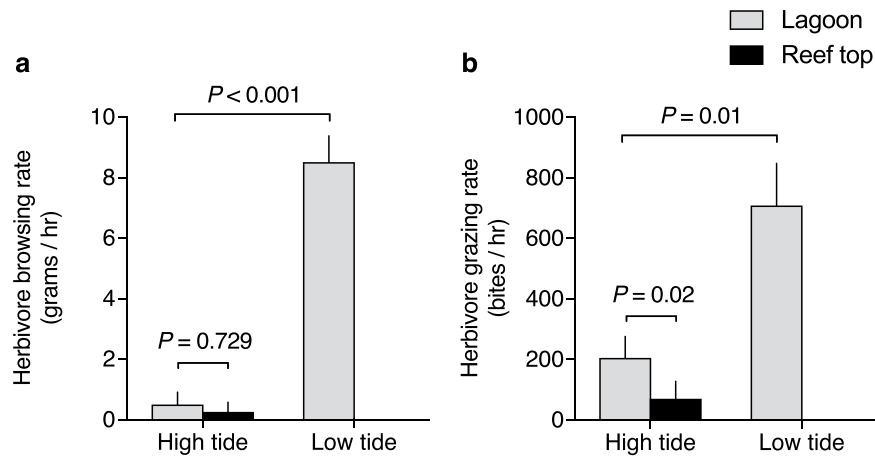 Lagoon
Reef top
a
P < 0.001
Herbivore browsing rate
(grams / hr)
10
8
6
4
2
0
P = 0.729
High tide
Low tide
b
P = 0.01
Herbivore grazing rate
(bites / hr)
1000
800
600
400
200
0
P = 0.02
High tide
Low tide